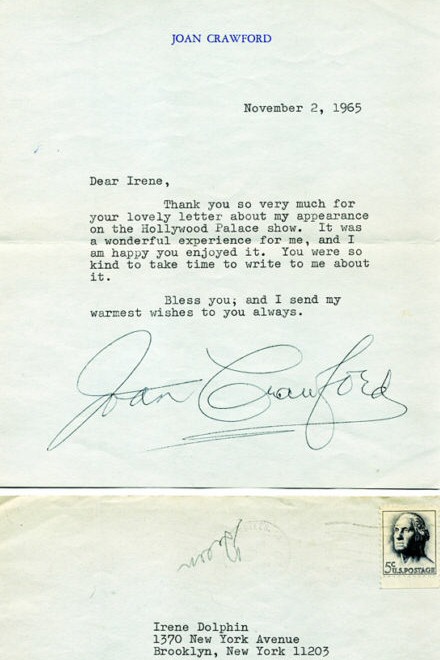 JOAN CRAWFORD
November 2, 1965
Dear Irene,
Thank you so very much for
your lovely letter about my appearance
on the Hollywood Palace show.  It was
a wonderful experience for me, and I
am happy you enjoyed it.  You were so
kind to take time to write to me about
it.
Bless you; and I send my
warmest wishes to you always.
Joan Crawford
5¢ U.S. POSTAGE
Irene Dolphin
1370 New York Avenue
Brooklyn, New York 11203